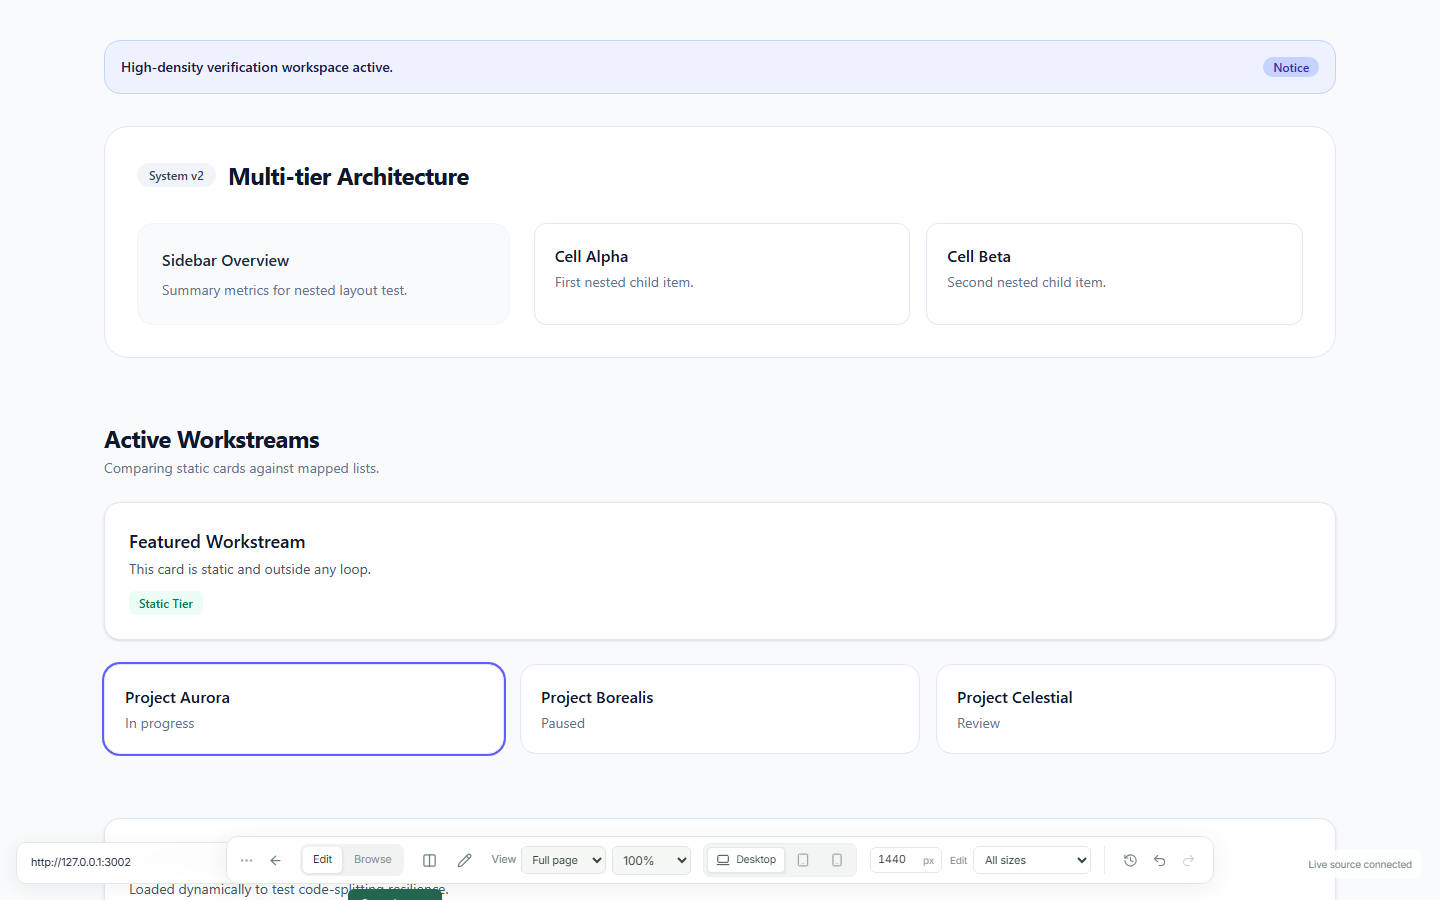 High-density verification workspace active.
Notice
System v2
Multi-tier Architecture
Sidebar Overview
Summary metrics for nested layout test.
Cell Alpha
First nested child item.
Cell Beta
Second nested child item.
Active Workstreams
Comparing static cards against mapped lists.
Featured Workstream
This card is static and outside any loop.
Static Tier
Project Aurora
In progress
Project Borealis
Paused
Project Celestial
Review
http://127.0.0.1:3002
Edit
Browse
View
Full page
100%
Desktop
1440 px
Edit
All sizes
Live source connected
Loaded dynamically to test code-splitting resilience.